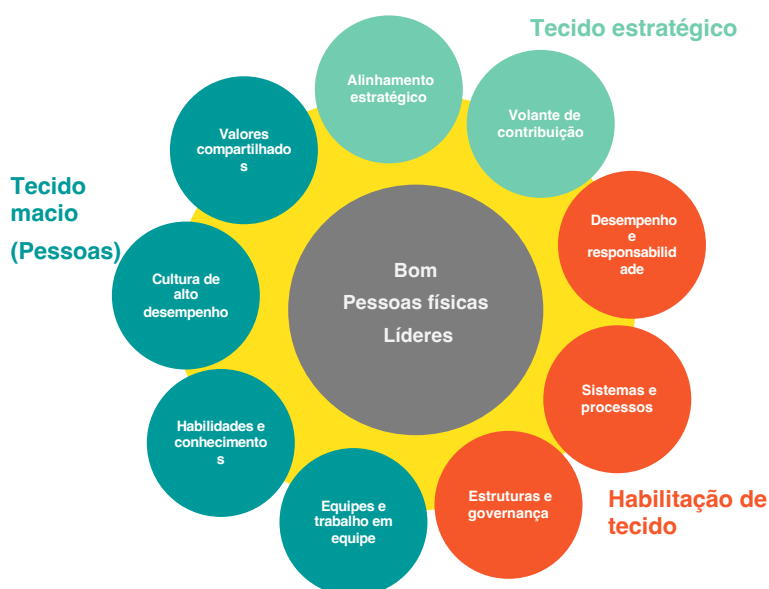 Tecido estratégico
Alinhamento
estratégico
Volante de
contribuição
Valores
compartilhado
s
Tecido
macio
(Pessoas)
Desempenho
e
responsabilid
ade
Bom
Pessoas físicas
Líderes
Cultura de
alto
desempenho
Sistemas e
processos
Habilidades e
conhecimento
s
Equipes e
trabalho em
equipe
Estruturas e
governança
Habilitação de
tecido